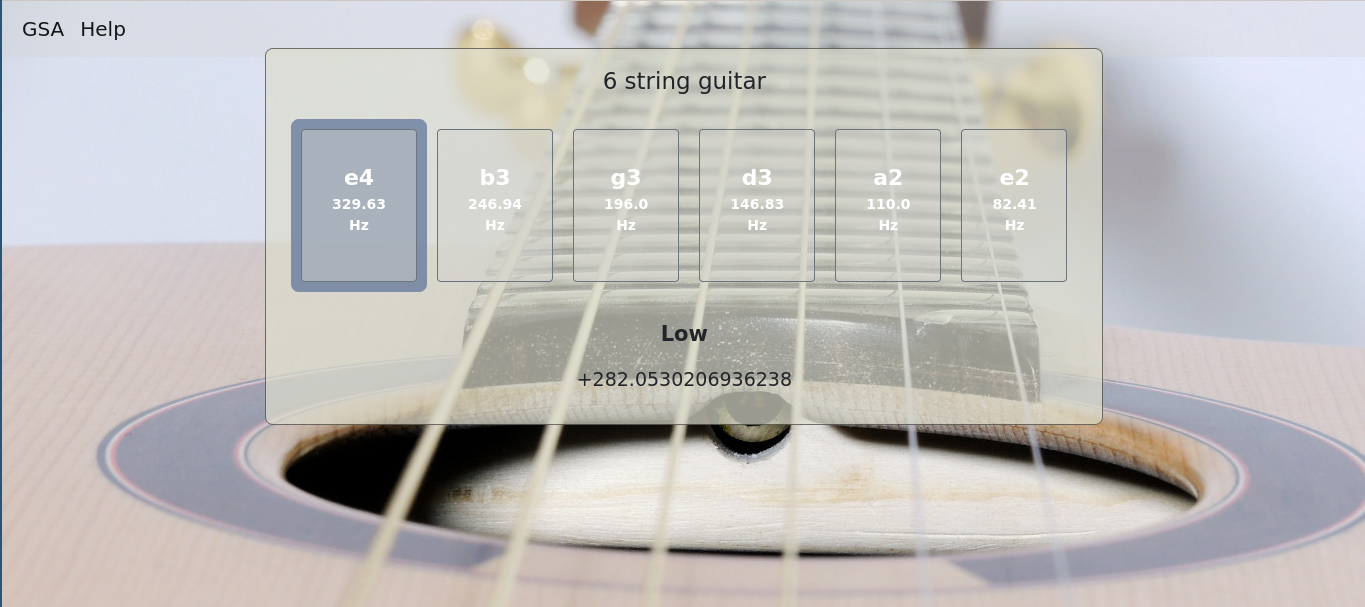 GSA Help
6 string guitar
e4 b3 g3 d3 a2 e2
329.63 246.94 196.0 146.83 110.0 82.41
Hz Hz Hz Hz Hz Hz
Low
+282.0530206936238